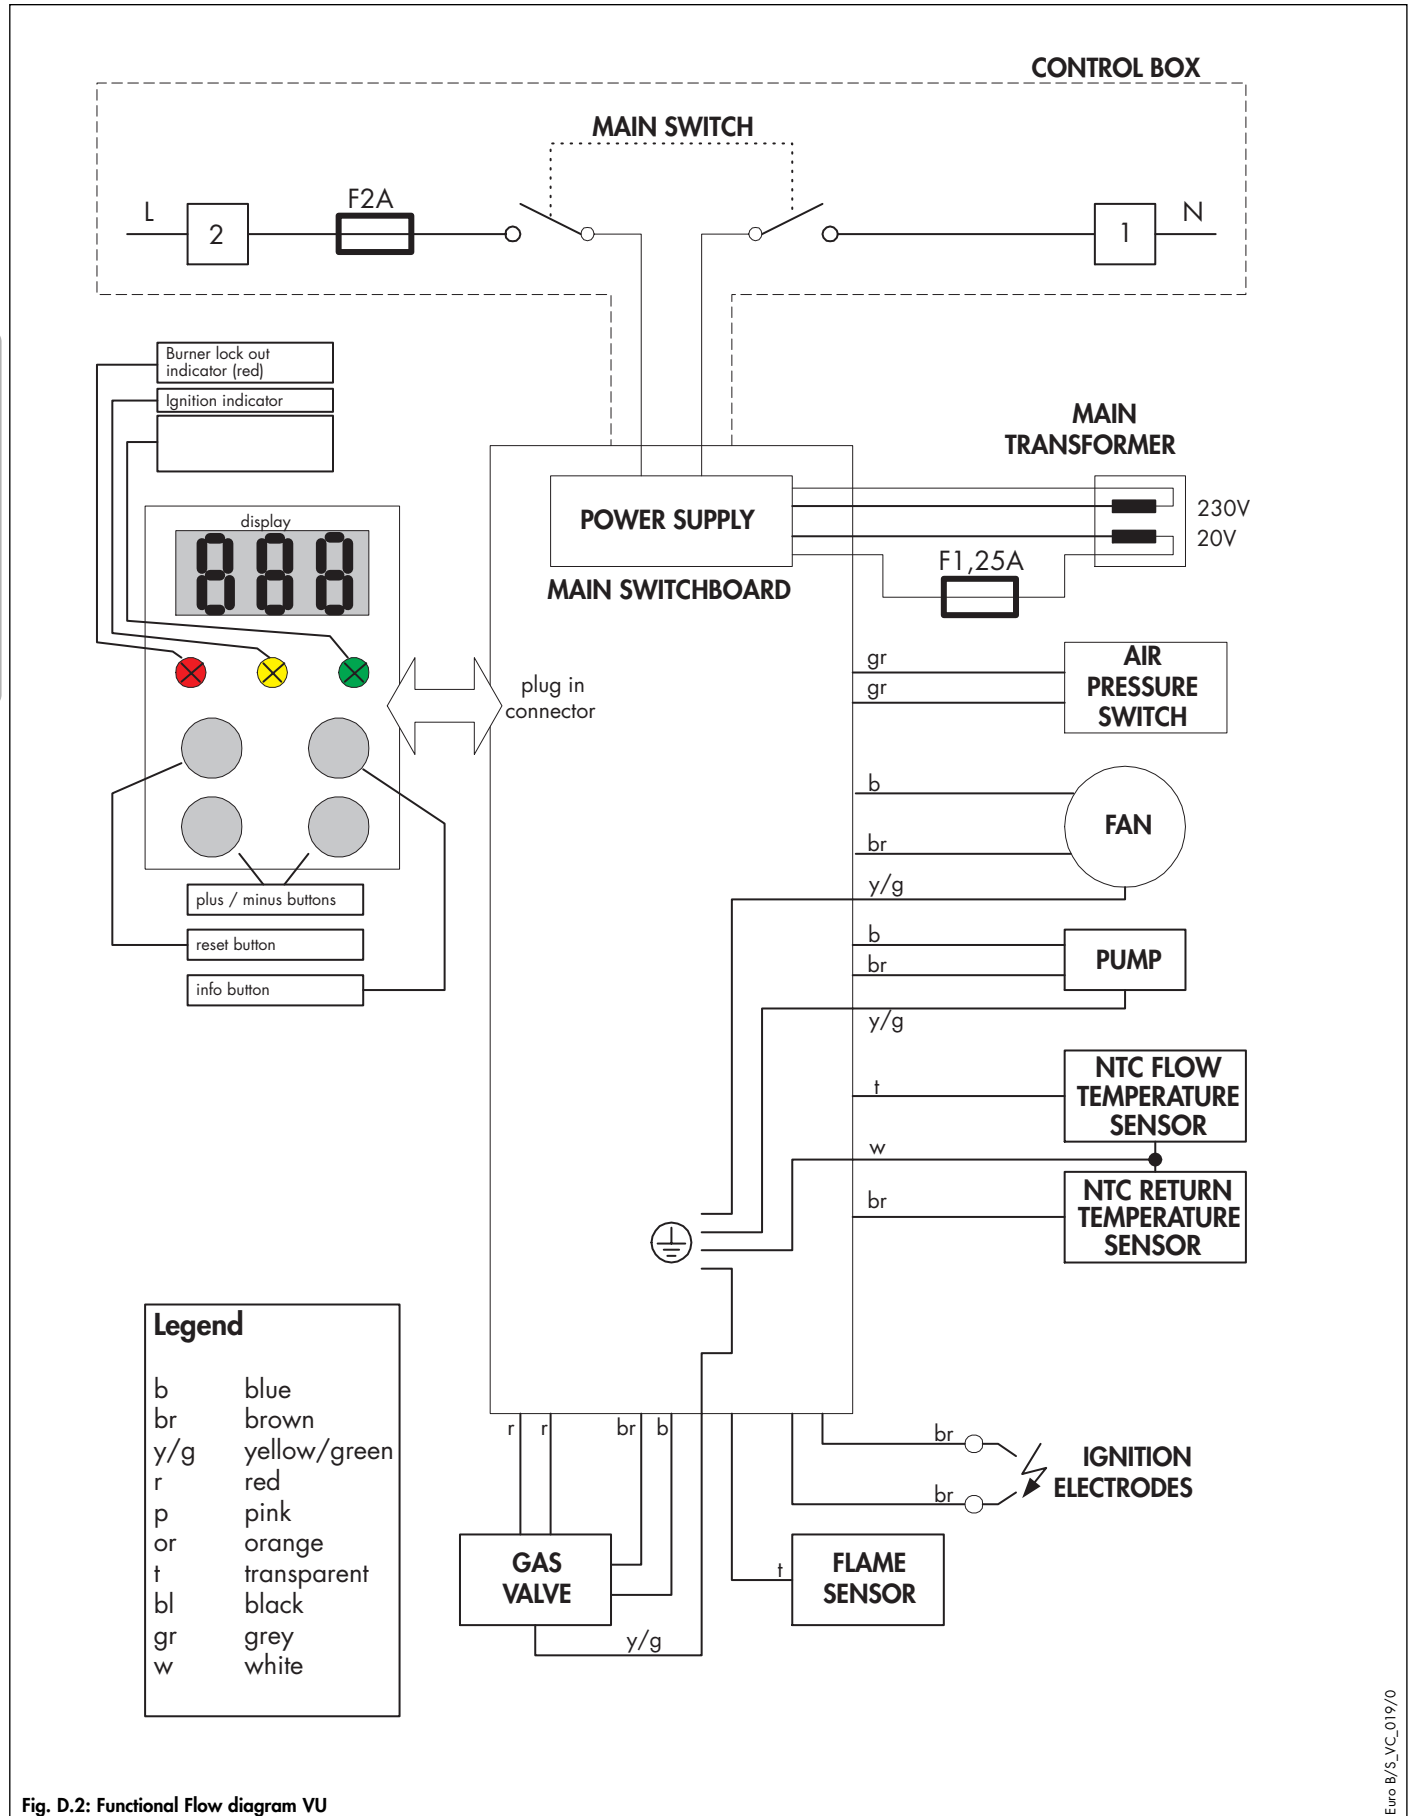 CONTROL BOX
MAIN SWITCH
L
2
F2A
1
N
Burner lock out
indicator (red)
Ignition indicator
MAIN
TRANSFORMER
display
888
POWER SUPPLY
MAIN SWITCHBOARD
230V
20V
F1,25A
plug in
connector
gr
gr
AIR
PRESSURE
SWITCH
b
br
y/g
FAN
plus / minus buttons
reset button
info button
b
br
y/g
PUMP
t
NTC FLOW
TEMPERATURE
SENSOR
w
br
NTC RETURN
TEMPERATURE
SENSOR
Legend
b blue
br brown
y/g yellow/green
r red
p pink
or orange
t transparent
bl black
gr grey
w white
r r br b
br
br
IGNITION
ELECTRODES
GAS
VALVE
y/g
t
FLAME
SENSOR
Euro B/S_VC_019/0
Fig. D.2: Functional Flow diagram VU